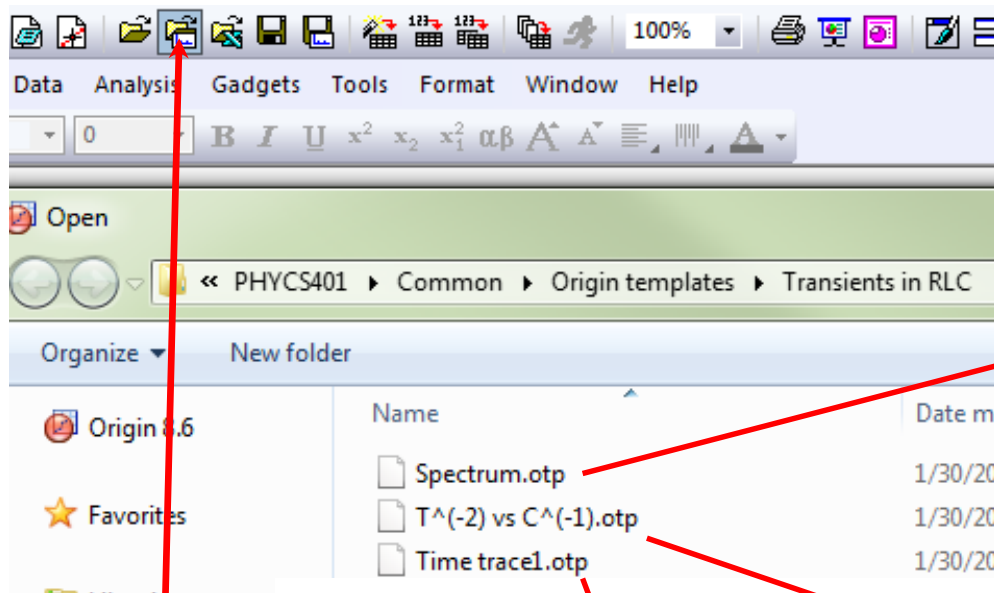 100%
Data Analysis Gadgets Tools Format Window Help
0 B I U x² x₂ x₁² αβ A A A
Open
« PHYCS401 Common Origin templates Transients in RLC
Organize New folder
Name Date m
Origin 8.6
Spectrum.otp 1/30/20
Favorites T^(-2) vs C^(-1).otp 1/30/20
Time trace1.otp 1/30/20